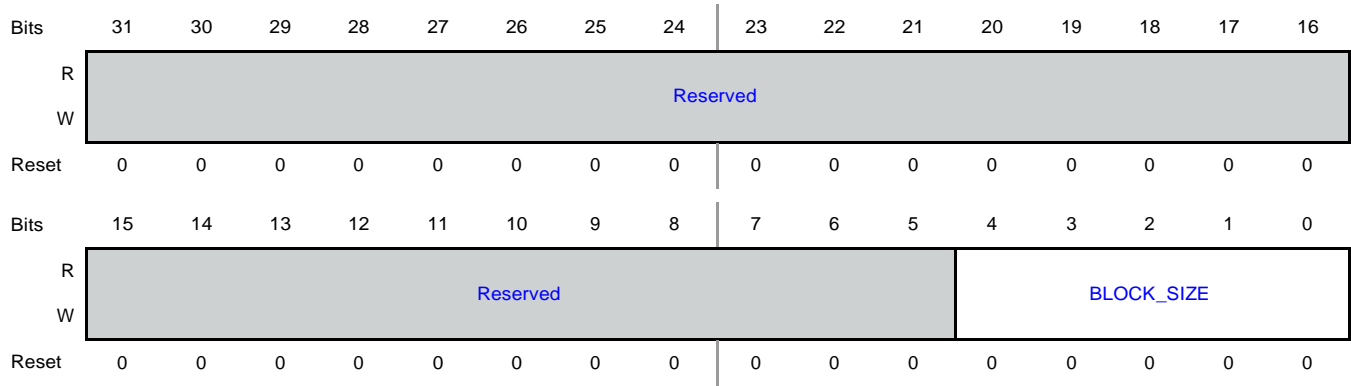 Bits 31 30 29 28 27 26 25 24 23 22 21 20 19 18 17 16
R
Reserved
W
Reset 0 0 0 0 0 0 0 0 0 0 0 0 0 0 0 0
Bits 15 14 13 12 11 10 9 8 7 6 5 4 3 2 1 0
R
Reserved BLOCK_SIZE
W
Reset 0 0 0 0 0 0 0 0 0 0 0 0 0 0 0 0